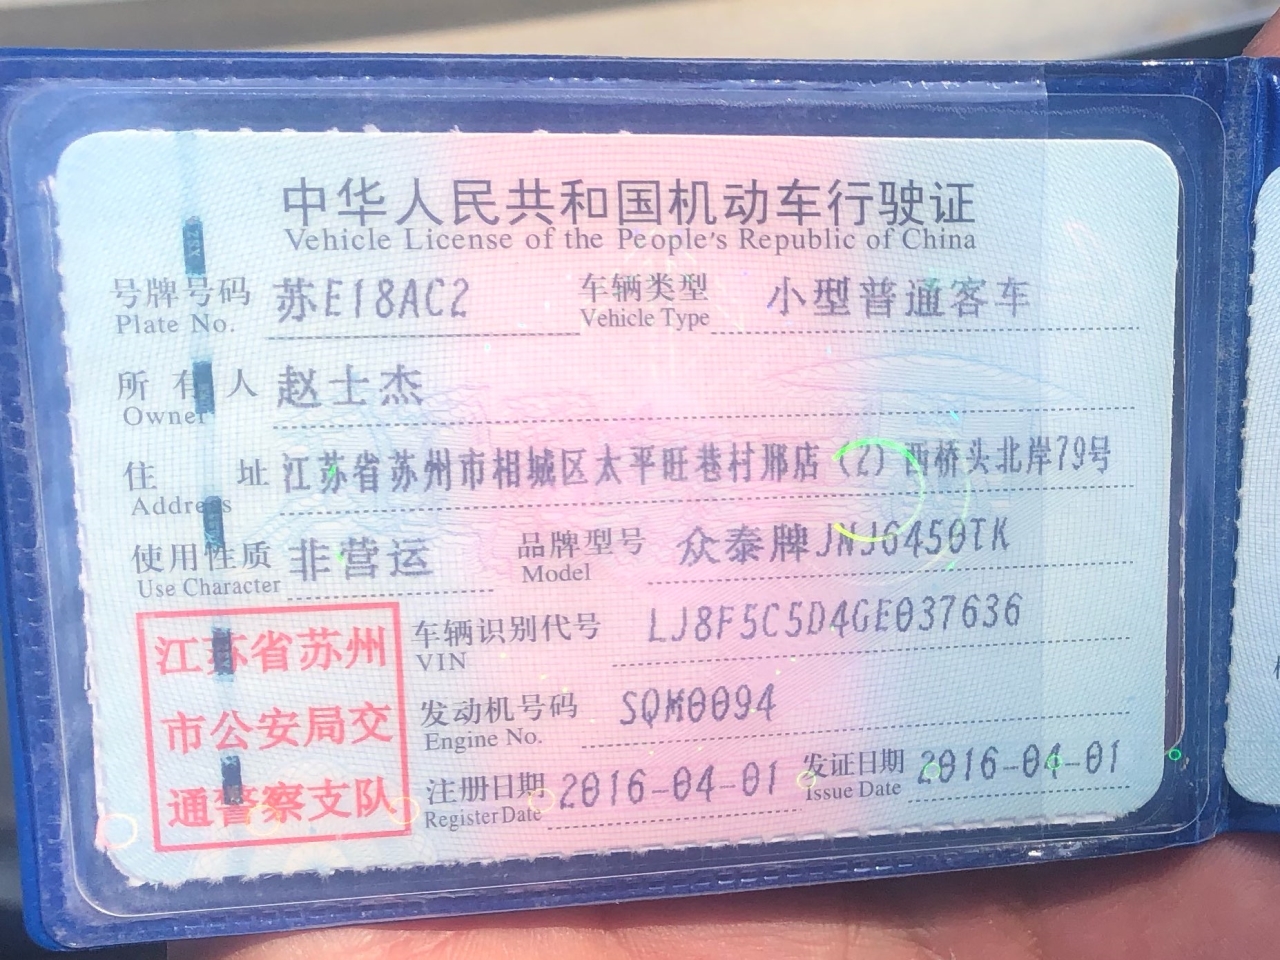 中华人民共和国机动车行驶证
Vehicle License of the People's Republic of China
号牌号码 苏E18AC2 车辆类型 小型普通客车
Plate No. Vehicle Type
所有人 赵士杰
Owner
住址 江苏省苏州市相城区太平旺巷村邢店(2)西桥头北岸79号
Address
使用性质 非营运 品牌型号 众泰牌JNJ6450TK
Use Character Model
江苏省苏州
市公安局交
通警察支队
车辆识别代号 LJ8F5C5D4GE037636
VIN
发动机号码 SQM0094
Engine No.
注册日期 2016-04-01 发证日期 2016-04-01
Register Date Issue Date